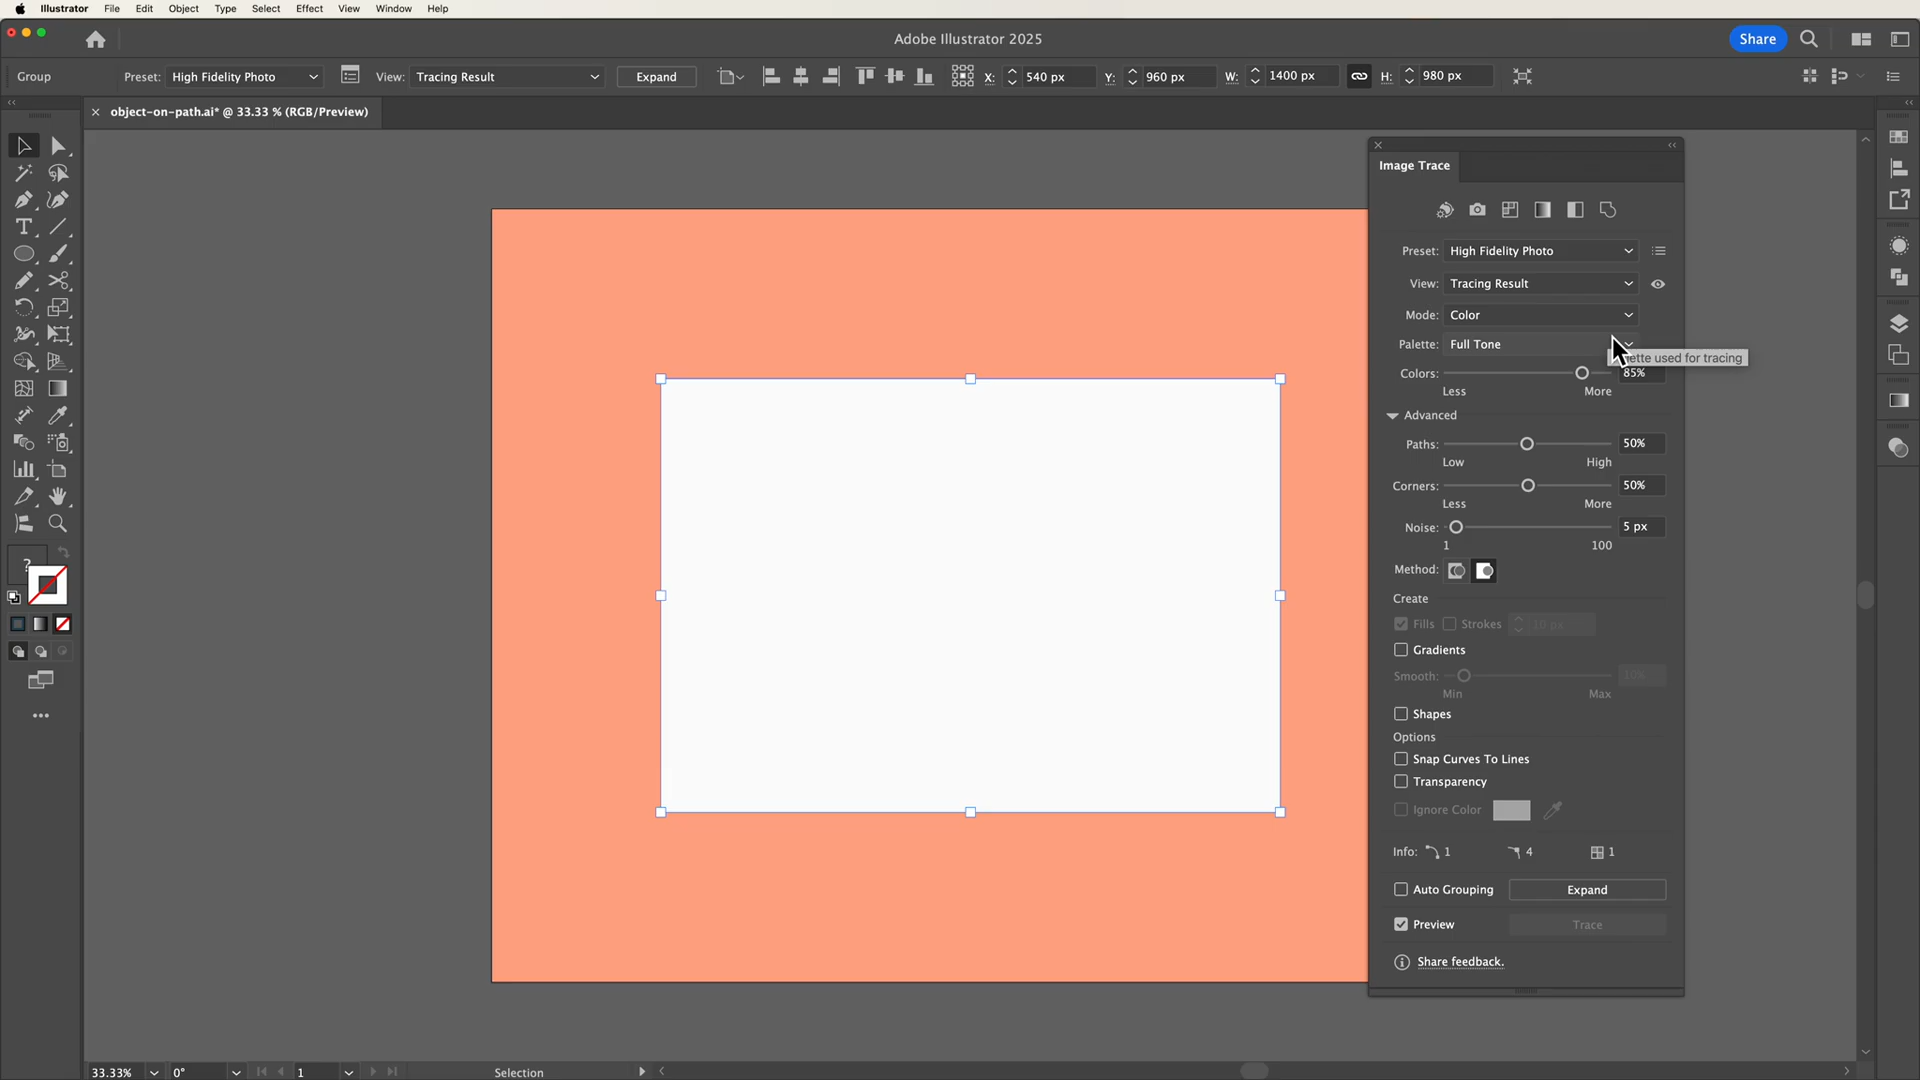 Illustrator File Edit Object Type Select Effect View Window Help
Adobe Illustrator 2025
Share
Group Preset: High Fidelity Photo View: Tracing Result Expand X: 540 px Y: 960 px W: 1400 px H: 980 px
object-on-path.ai* @ 33.33 % (RGB/Preview)
Image Trace
Preset: High Fidelity Photo
View: Tracing Result
Mode: Color
Palette: Full Tone
used for tracing
Colors: 85%
Less More
Advanced
Paths: 50%
Low High
Corners: 50%
Less More
Noise: 5 px
1 100
Method:
Create
Fills Strokes 10 px
Gradients
Smooth: 10%
Min Max
Shapes
Options
Snap Curves To Lines
Transparency
Ignore Color
Info: 1 4 1
Auto Grouping Expand
Preview Trace
Share feedback.
33.33% 0° 1 Selection